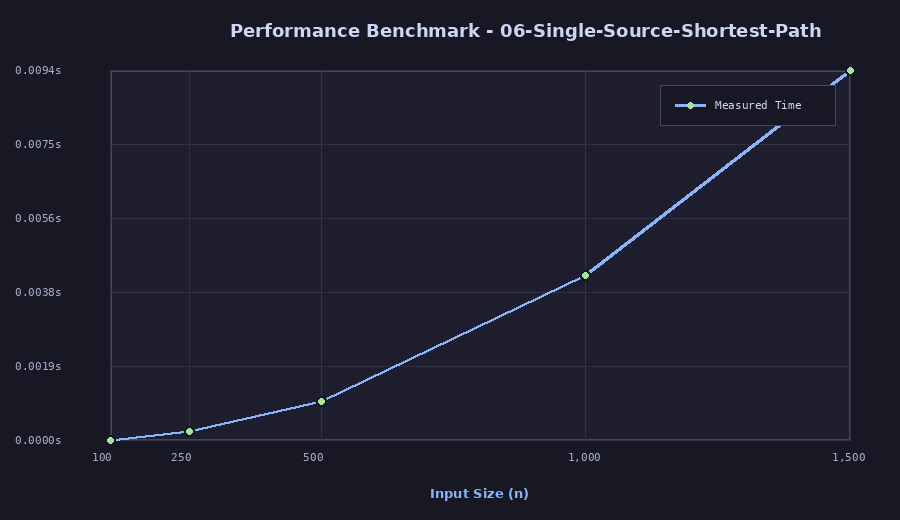 Performance Benchmark - 06-Single-Source-Shortest-Path
0.0094s
Measured Time
0.0075s
0.0056s
0.0038s
0.0019s
0.0000s
100 250 500 1,000 1,500
Input Size (n)